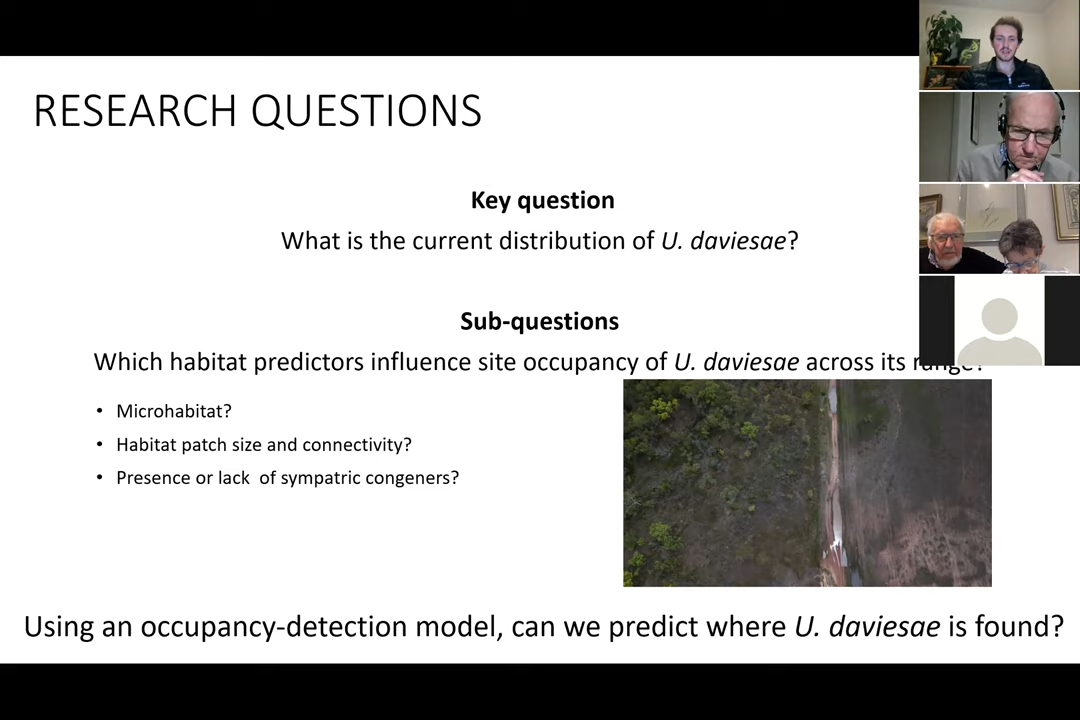 RESEARCH QUESTIONS
Key question
What is the current distribution of U. daviesae?
Sub-questions
Which habitat predictors influence site occupancy of U. daviesae across its range?
• Microhabitat?
• Habitat patch size and connectivity?
• Presence or lack of sympatric congeners?
Using an occupancy-detection model, can we predict where U. daviesae is found?